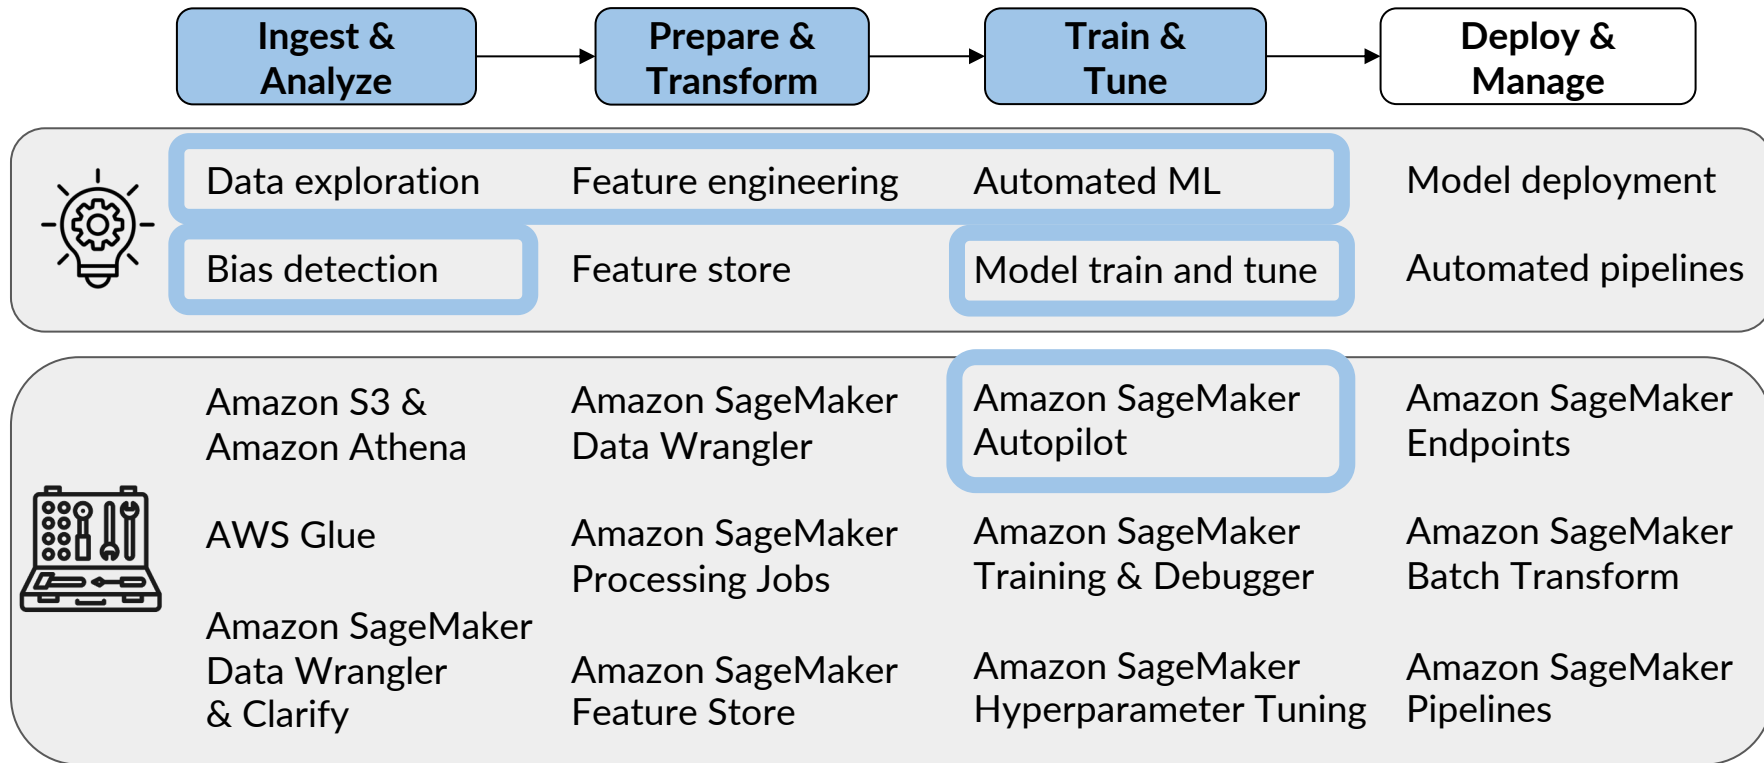 Ingest &
Analyze
Prepare &
Transform
Train &
Tune
Deploy &
Manage
Data exploration
Feature engineering
Automated ML
Model deployment
Bias detection
Feature store
Model train and tune
Automated pipelines
Amazon S3 &
Amazon Athena
Amazon SageMaker
Data Wrangler
Amazon SageMaker
Autopilot
Amazon SageMaker
Endpoints
AWS Glue
Amazon SageMaker
Processing Jobs
Amazon SageMaker
Training & Debugger
Amazon SageMaker
Batch Transform
Amazon SageMaker
Data Wrangler
& Clarify
Amazon SageMaker
Feature Store
Amazon SageMaker
Hyperparameter Tuning
Amazon SageMaker
Pipelines